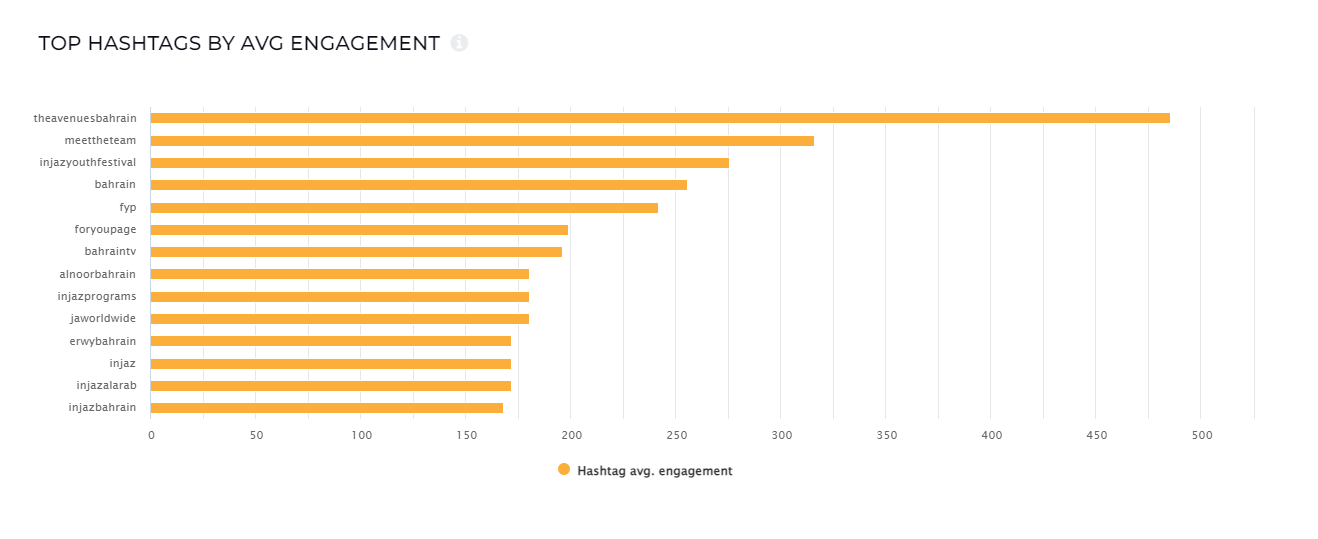 TOP HASHTAGS BY AVG ENGAGEMENT
theavenuesbahrain
meettheteam
injazyouthfestival
bahrain
fyp
foryoupage
bahraintv
alnoorbahrain
injazprograms
jaworldwide
erwybahrain
injaz
injazalarab
injazbahrain
0 50 100 150 200 250 300 350 400 450 500
Hashtag avg. engagement